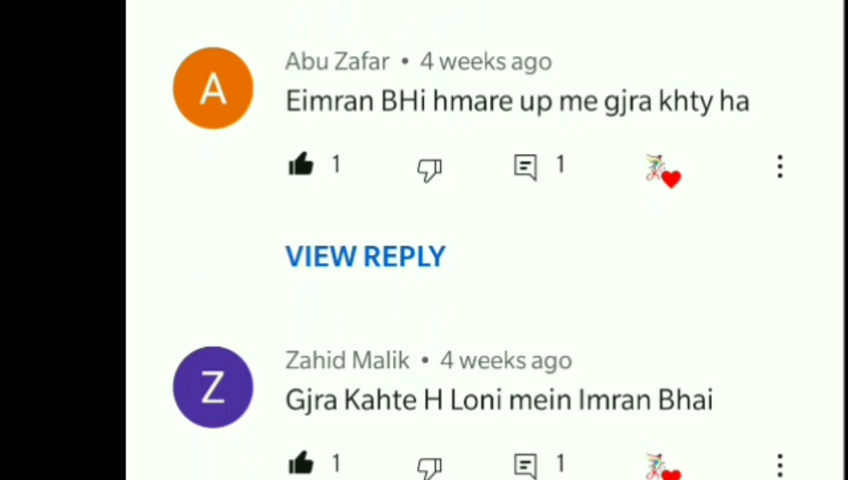 A
Abu Zafar • 4 weeks ago
Eimran BHi hmare up me gjra khty ha
1 1
VIEW REPLY
Z
Zahid Malik • 4 weeks ago
Gjra Kahte H Loni mein Imran Bhai
1 1